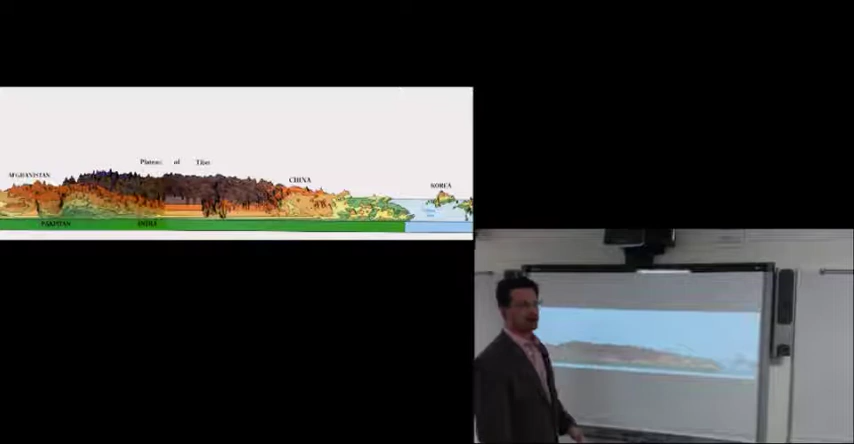 Plateau of Tibet
AFGHANISTAN
CHINA
KOREA
PAKISTAN
INDIA